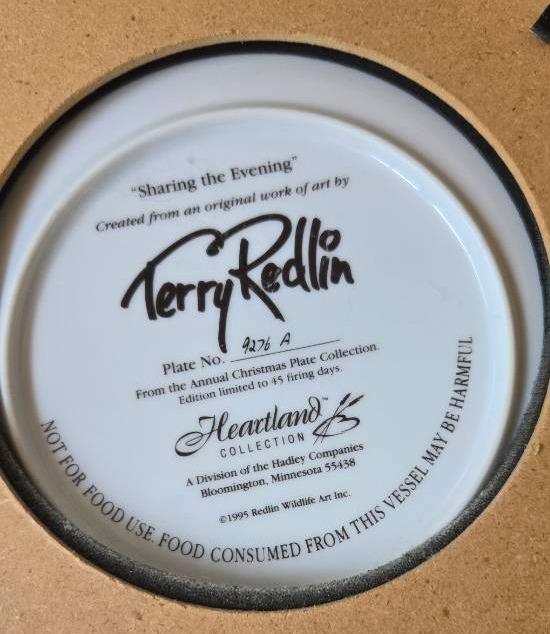 "Sharing the Evening"
Created from an original work of art by
Terry Redlin
Plate No. 9276 A
From the Annual Christmas Plate Collection.
Edition limited to 45 firing days.
Heartland™
COLLECTION
A Division of the Hadley Companies
Bloomington, Minnesota 55438
©1995 Redlin Wildlife Art Inc.
NOT FOR FOOD USE. FOOD CONSUMED FROM THIS VESSEL MAY BE HARMFUL